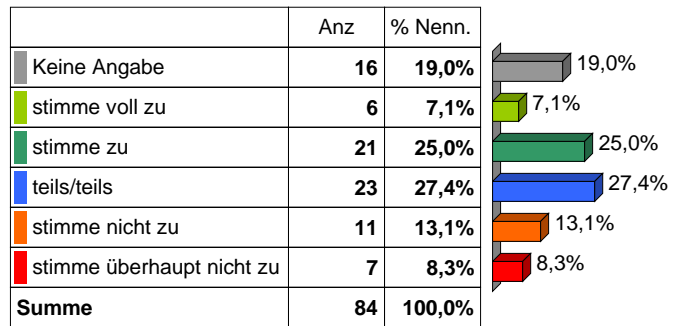 Anz % Nenn.
Keine Angabe 16 19,0% 19,0%
stimme voll zu 6 7,1% 7,1%
stimme zu 21 25,0% 25,0%
teils/teils 23 27,4% 27,4%
stimme nicht zu 11 13,1% 13,1%
stimme überhaupt nicht zu 7 8,3% 8,3%
Summe 84 100,0%